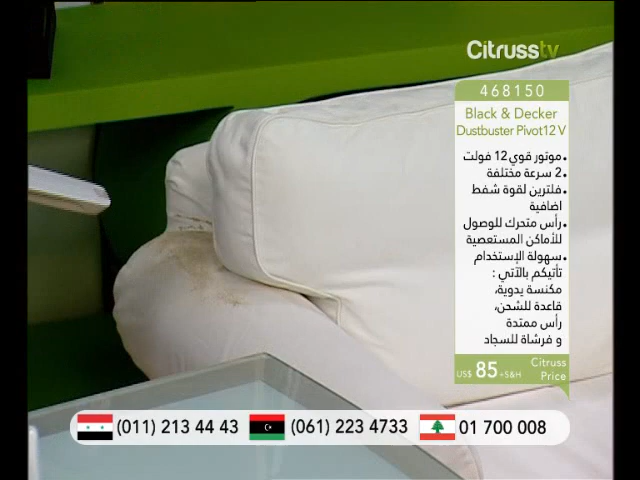 Citrusstv
468150
Black & Decker
Dustbuster Pivot12 V
•موتور قوي 12 فولت
•2 سرعة مختلفة
•فلترين لقوة شفط
اضافية
•رأس متحرك للوصول
للأماكن المستعصية
•سهولة الإستخدام
تأتيكم بالآتي :
مكنسة يدوية،
قاعدة للشحن،
رأس ممتدة
و فرشاة للسجاد
US$ 85 +S&H Citruss Price
(011) 213 44 43 (061) 223 4733 01 700 008